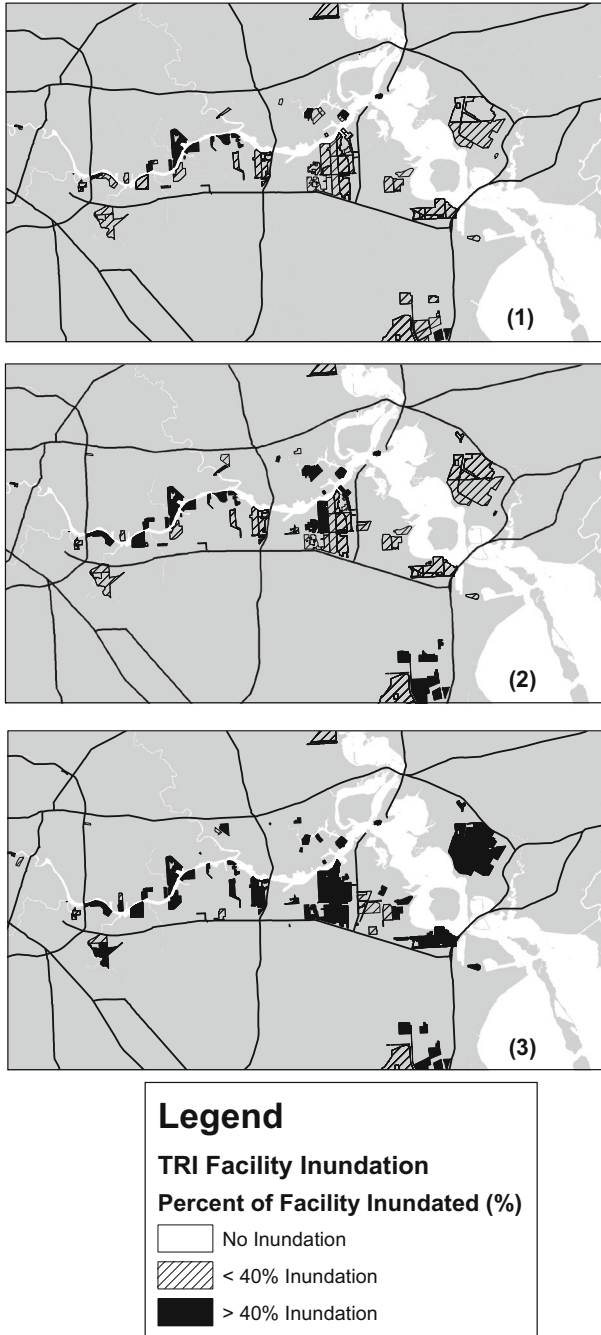 (1)
(2)
(3)
Legend
TRI Facility Inundation
Percent of Facility Inundated (%)
No Inundation
< 40% Inundation
> 40% Inundation